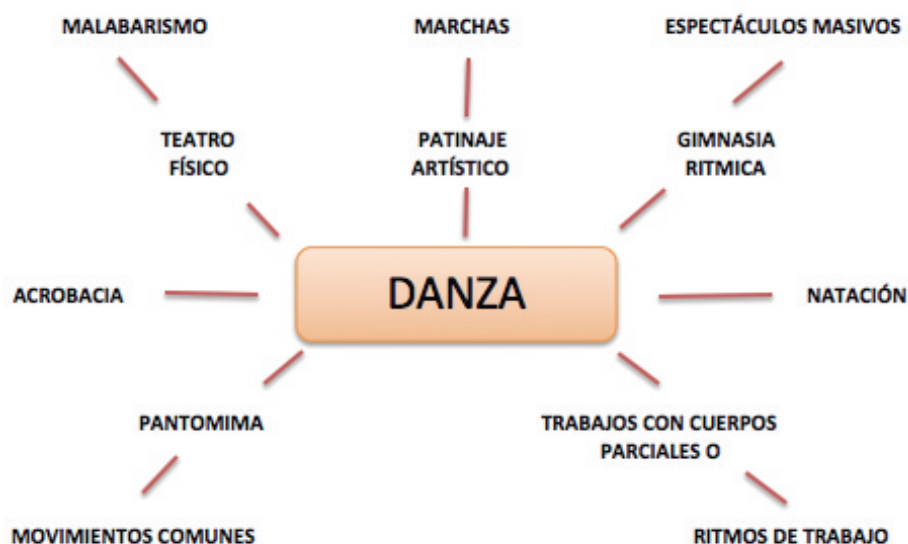 MALABARISMO
MARCHAS
ESPECTÁCULOS MASIVOS
TEATRO
FÍSICO
PATINAJE
ARTÍSTICO
GIMNASIA
RITMICA
ACROBACIA
DANZA
NATACIÓN
PANTOMIMA
TRABAJOS CON CUERPOS
PARCIALES O
MOVIMIENTOS COMUNES
RITMOS DE TRABAJO